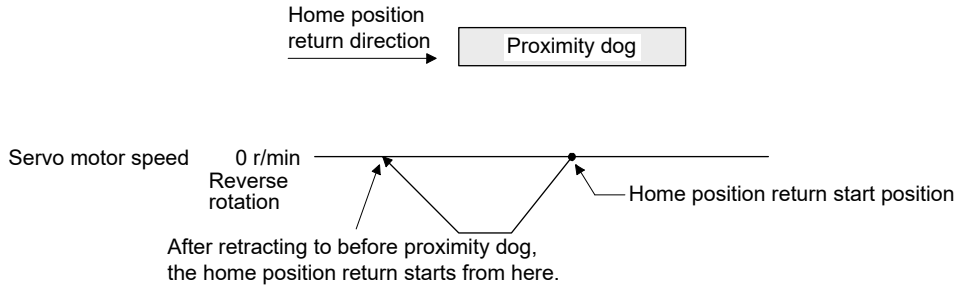 Home position
return direction
Proximity dog
Servo motor speed 0 r/min
Reverse
rotation
Home position return start position
After retracting to before proximity dog,
the home position return starts from here.